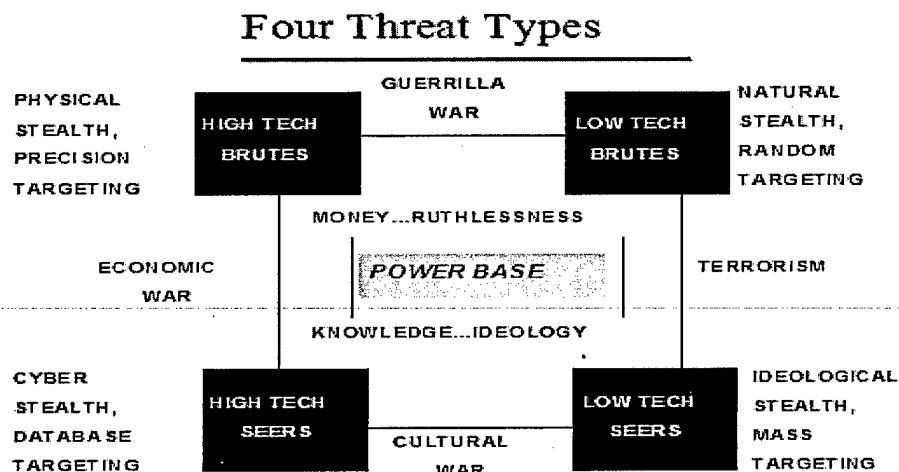 Four Threat Types
PHYSICAL
STEALTH,
PRECISION
TARGETING
HIGH TECH
BRUTES
GUERRILLA
WAR
LOW TECH
BRUTES
NATURAL
STEALTH,
RANDOM
TARGETING
MONEY...RUTHLESSNESS
ECONOMIC
WAR
POWER BASE
TERRORISM
KNOWLEDGE...IDEOLOGY
CYBER
STEALTH,
DATABASE
TARGETING
HIGH TECH
SEERS
CULTURAL
WAR
LOW TECH
SEERS
IDEOLOGICAL
STEALTH,
MASS
TARGETING